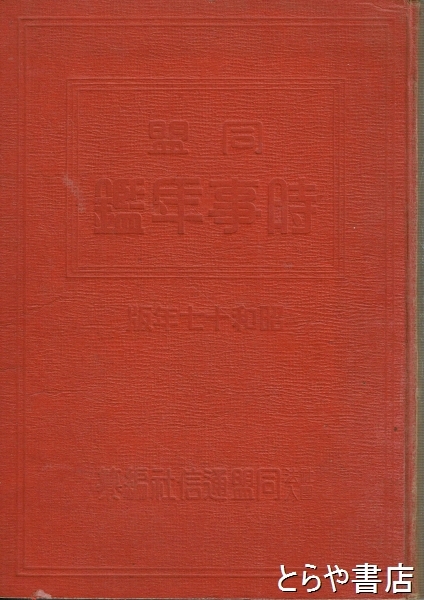 同盟
時事年鑑
昭和十七年版
同盟通信社編纂
とらや書店